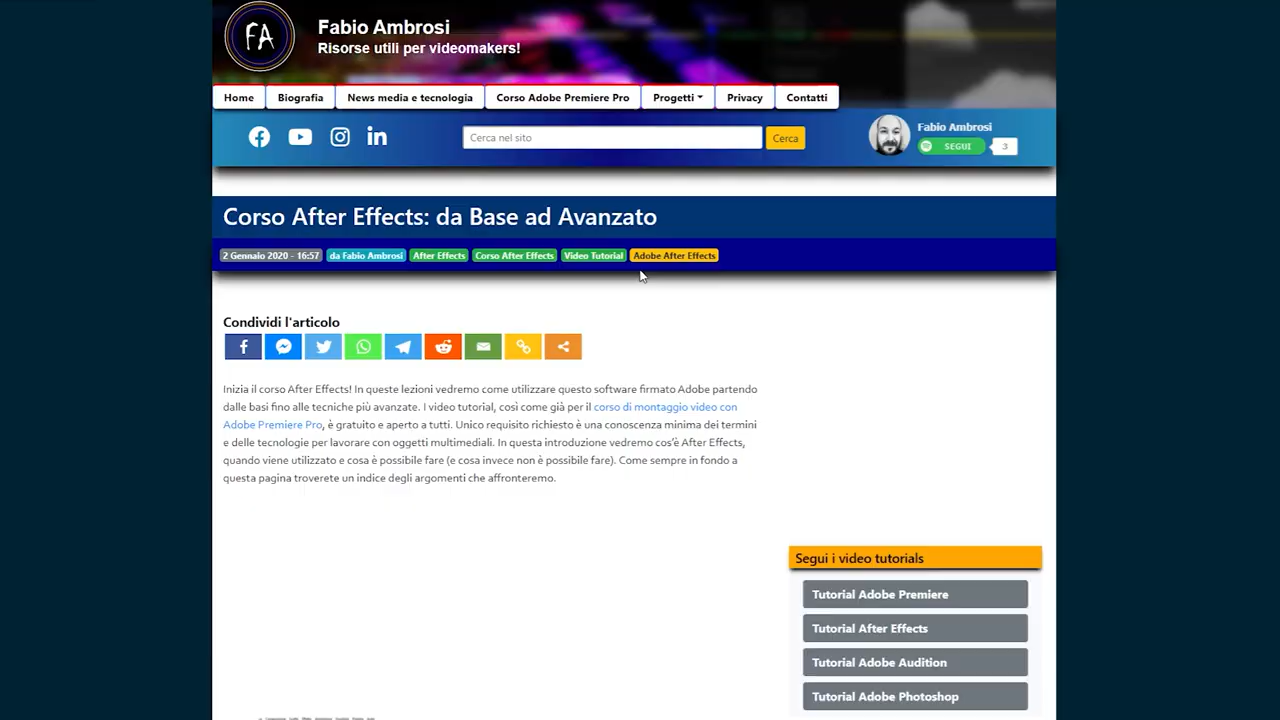 FA
Fabio Ambrosi
Risorse utili per videomakers!
Home
Biografia
News media e tecnologia
Corso Adobe Premiere Pro
Progetti
Privacy
Contatti
Cerca nel sito
Cerca
Fabio Ambrosi
SEGUI
3
Corso After Effects: da Base ad Avanzato
2 Gennaio 2020 - 16:57
da Fabio Ambrosi
After Effects
Corso After Effects
Video Tutorial
Adobe After Effects
Condividi l'articolo
Inizia il corso After Effects! In queste lezioni vedremo come utilizzare questo software firmato Adobe partendo
dalle basi fino alle tecniche più avanzate. I video tutorial, così come già per il corso di montaggio video con
Adobe Premiere Pro, è gratuito e aperto a tutti. Unico requisito richiesto è una conoscenza minima dei termini
e delle tecnologie per lavorare con oggetti multimediali. In questa introduzione vedremo cos'è After Effects,
quando viene utilizzato e cosa è possibile fare (e cosa invece non è possibile fare). Come sempre in fondo a
questa pagina troverete un indice degli argomenti che affronteremo.
Segui i video tutorials
Tutorial Adobe Premiere
Tutorial After Effects
Tutorial Adobe Audition
Tutorial Adobe Photoshop